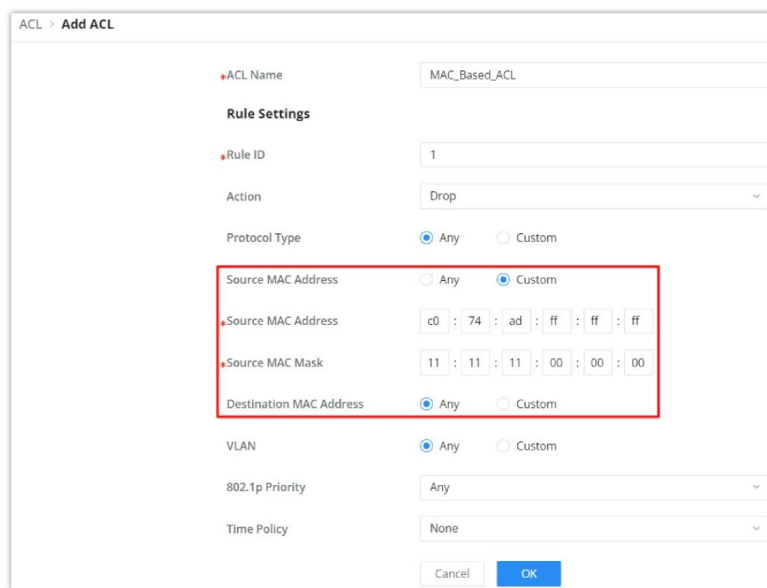 ACL > Add ACL
*ACL Name MAC_Based_ACL
Rule Settings
*Rule ID 1
Action Drop
Protocol Type Any Custom
Source MAC Address Any Custom
*Source MAC Address c0 : 74 : ad : ff : ff : ff
*Source MAC Mask 11 : 11 : 11 : 00 : 00 : 00
Destination MAC Address Any Custom
VLAN Any Custom
802.1p Priority Any
Time Policy None
Cancel OK